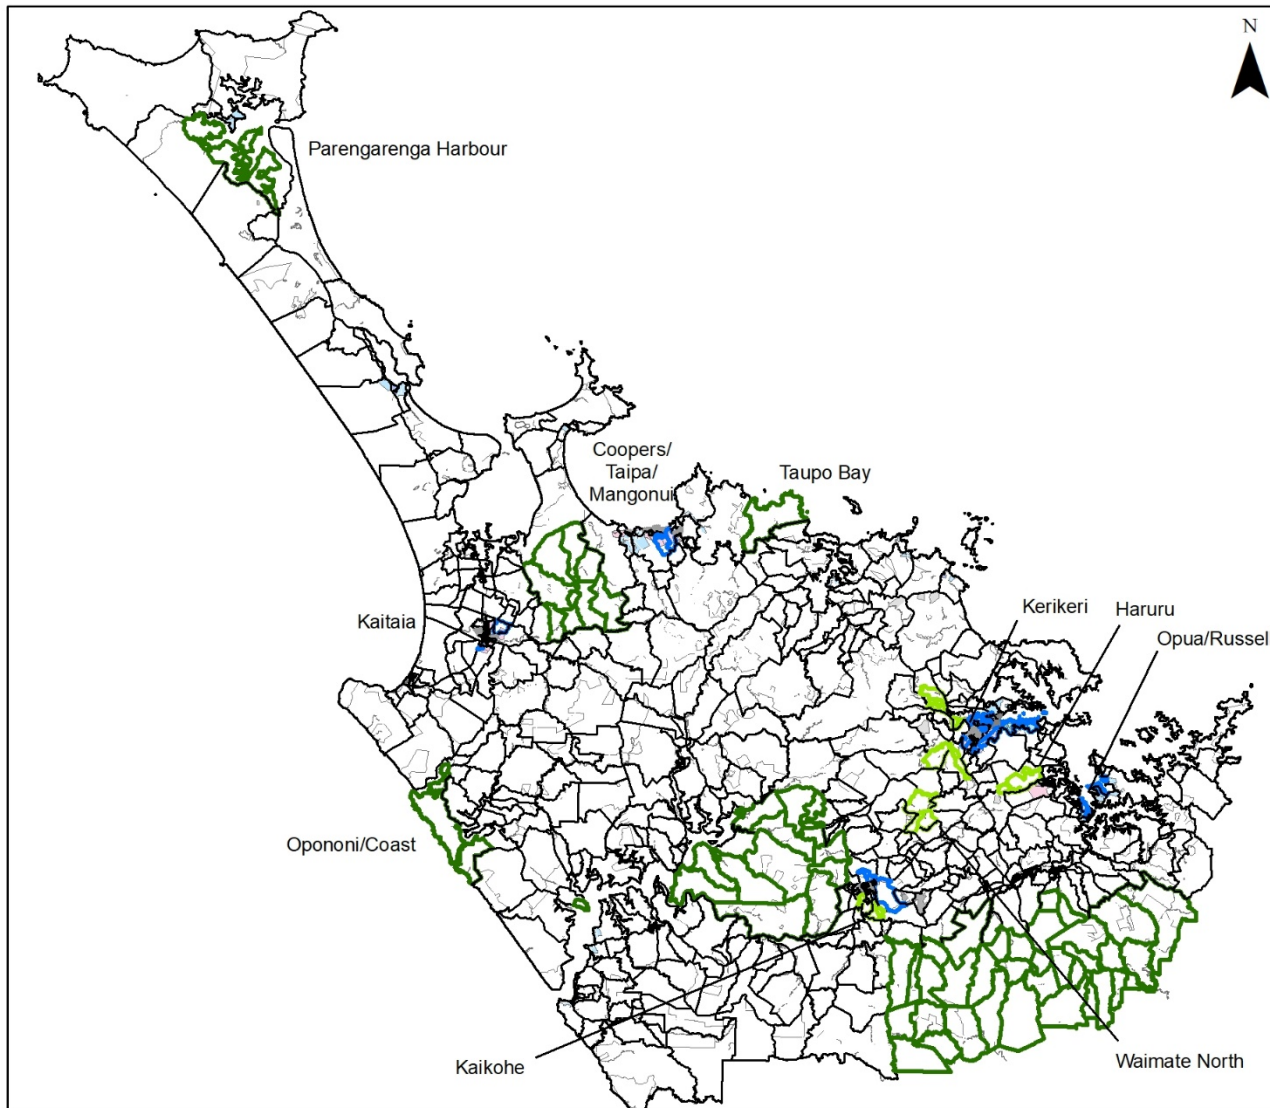 N
Parengarenga Harbour
Coopers/
Taipa/
Mangonui
Taupo Bay
Kerikeri
Haruru
Opua/Russel
Kaitaia
Opononi/Coast
Kaikohe
Waimate North